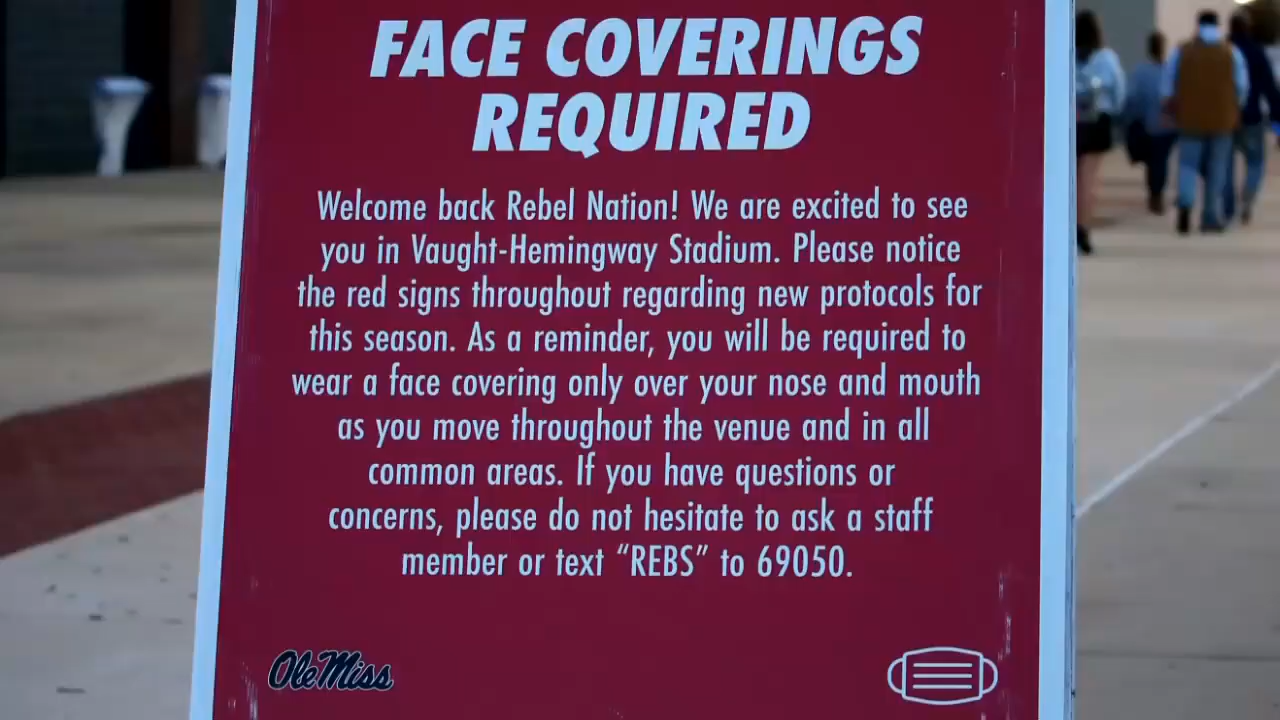 FACE COVERINGS
REQUIRED
Welcome back Rebel Nation! We are excited to see
you in Vaught-Hemingway Stadium. Please notice
the red signs throughout regarding new protocols for
this season. As a reminder, you will be required to
wear a face covering only over your nose and mouth
as you move throughout the venue and in all
common areas. If you have questions or
concerns, please do not hesitate to ask a staff
member or text “REBS” to 69050.
Ole Miss